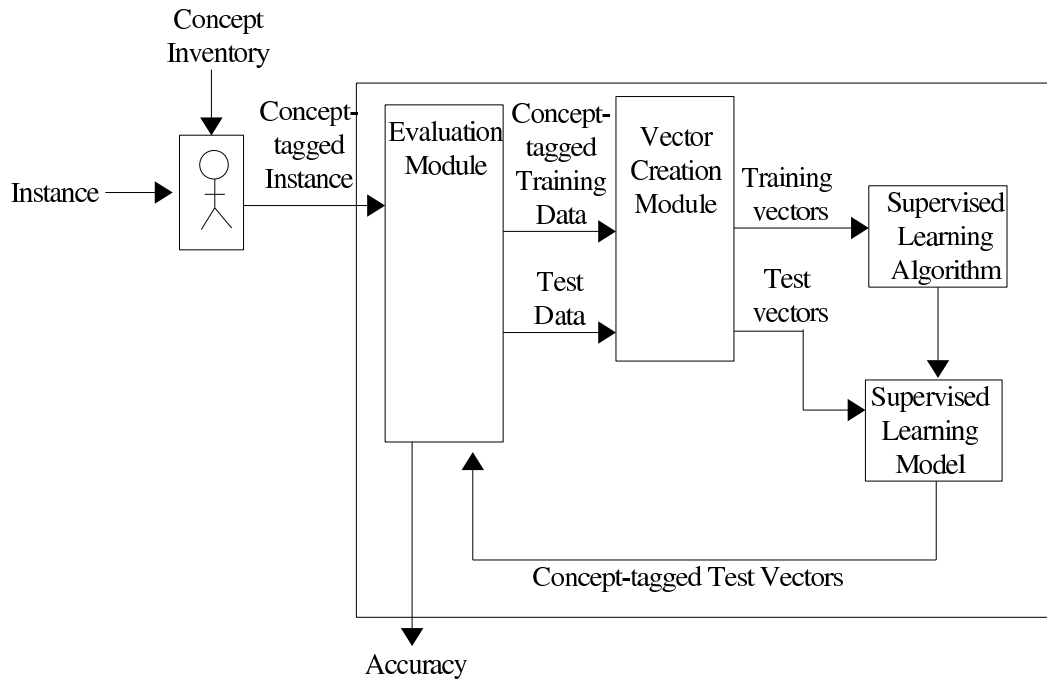 Concept
Inventory
Instance
Concept-
tagged
Instance
Evaluation
Module
Concept-
tagged
Training
Data
Test
Data
Vector
Creation
Module
Training
vectors
Test
vectors
Supervised
Learning
Algorithm
Supervised
Learning
Model
Concept-tagged Test Vectors
Accuracy